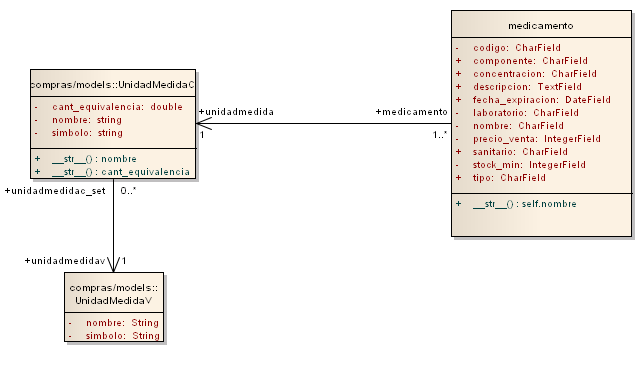 medicamento
- codigo: CharField
+ componente: CharField
+ concentracion: CharField
+ descripcion: TextField
+ fecha_expiracion: DateField
- laboratorio: CharField
- nombre: CharField
- precio_venta: IntegerField
+ sanitario: CharField
- stock_min: IntegerField
+ tipo: CharField
+ __str__() : self.nombre
compras/models::UnidadMedidaC
- cant_equivalencia: double
- nombre: string
- simbolo: string
+ __str__() : nombre
+ __str__() : cant_equivalencia
+unidadmedida
1
+medicamento
1..*
+unidadmedidac_set
0..*
+unidadmedidav
1
compras/models::
UnidadMedidaV
- nombre: String
- simbolo: String